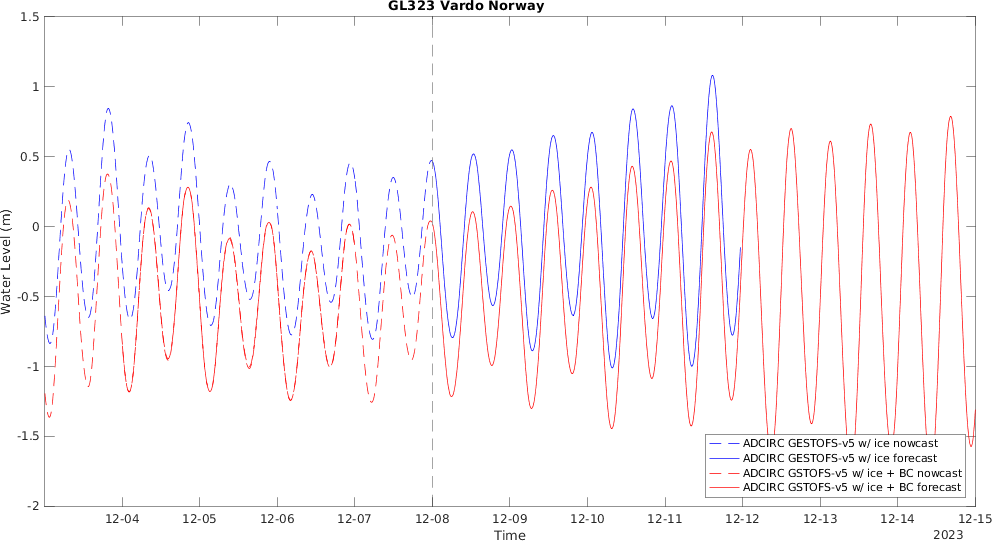 GL323 Vardo Norway
1.5
1
0.5
0
-0.5
-1
-1.5
-2
Water Level (m)
ADCIRC GESTOFS-v5 w/ ice nowcast
ADCIRC GESTOFS-v5 w/ ice forecast
ADCIRC GSTOFS-v5 w/ ice + BC nowcast
ADCIRC GSTOFS-v5 w/ ice + BC forecast
12-04 12-05 12-06 12-07 12-08 12-09 12-10 12-11 12-12 12-13 12-14 12-15
Time
2023